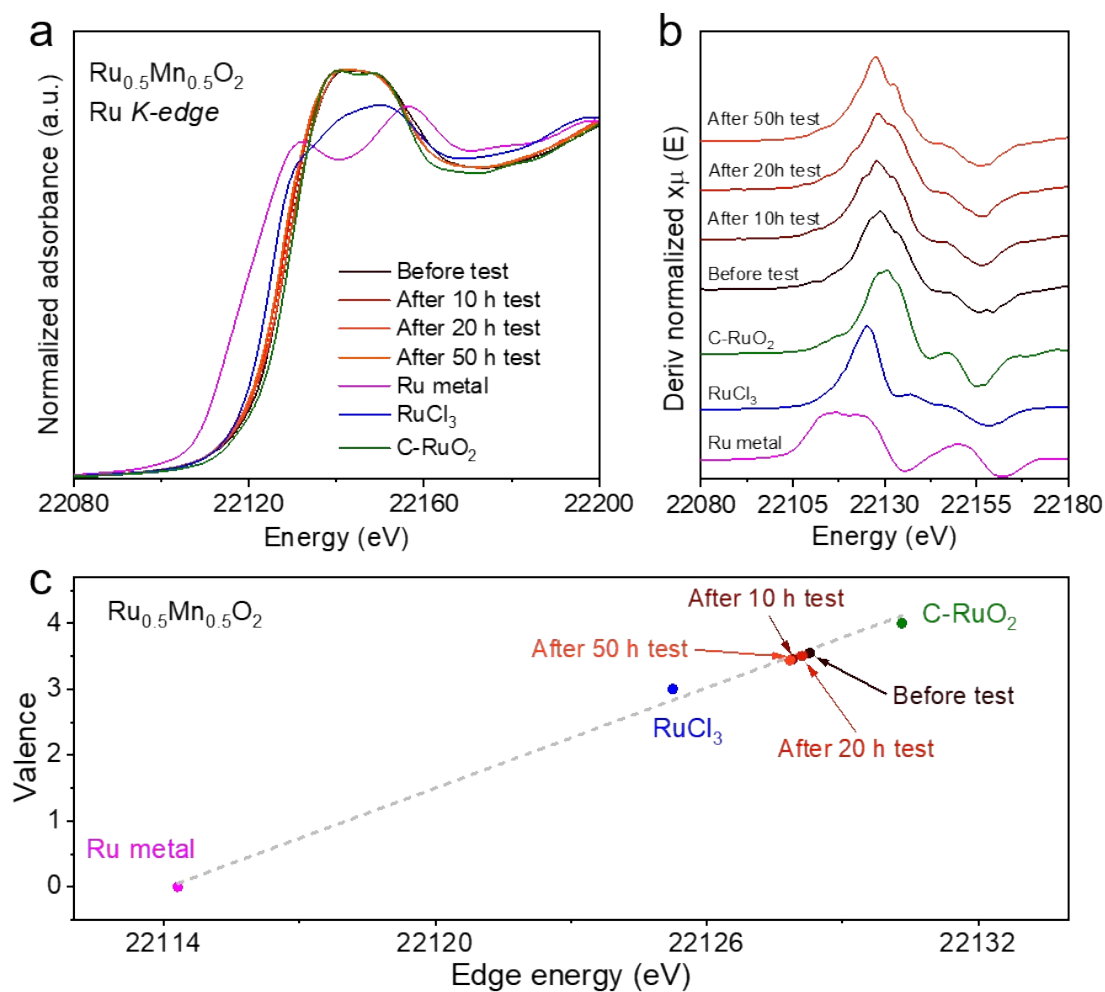 a
Ru0.5Mn0.5O2
Ru K-edge
Normalized adsorbance (a.u.)
Before test
After 10 h test
After 20 h test
After 50 h test
Ru metal
RuCl3
C-RuO2
22080 22120 22160 22200
Energy (eV)
b
Deriv normalized xμ (E)
After 50h test
After 20h test
After 10h test
Before test
C-RuO2
RuCl3
Ru metal
22080 22105 22130 22155 22180
Energy (eV)
c
Ru0.5Mn0.5O2
Valence
4
3
2
1
0
After 10 h test
C-RuO2
After 50 h test
Before test
RuCl3
After 20 h test
Ru metal
22114 22120 22126 22132
Edge energy (eV)